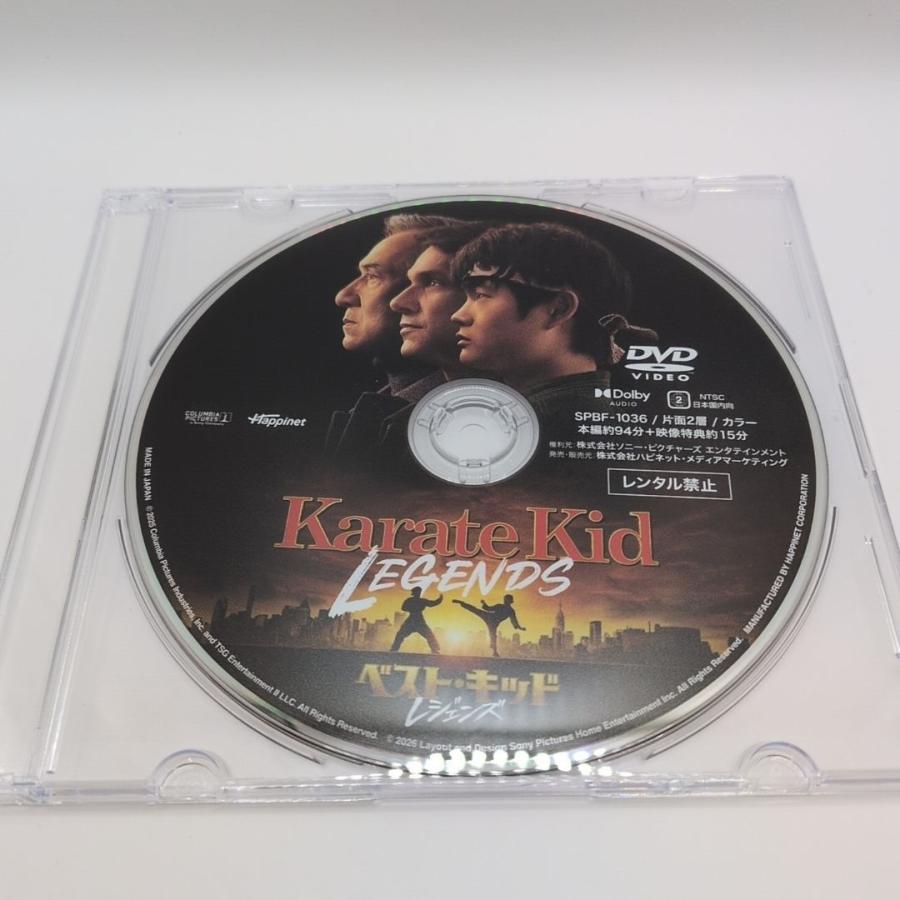 DVD
VIDEO
Dolby
AUDIO
2
NTSC
日本国内向
SPBF-1036 / 片面2層 / カラー
本編約94分+映像特典約15分
権利元: 株式会社ソニー・ピクチャーズ エンタテインメント
発売・販売元: 株式会社ハピネット・メディアマーケティング
レンタル禁止
COLUMBIA
PICTURES
Happinet
Karate Kid
LEGENDS
ベスト・キッド
レジェンズ
MADE IN JAPAN © 2025 Columbia Pictures Industries, Inc. and TSG Entertainment II LLC. All Rights Reserved. © 2026 Layout and Design Sony Pictures Home Entertainment Inc. All Rights Reserved. MANUFACTURED BY HAPPINET CORPORATION